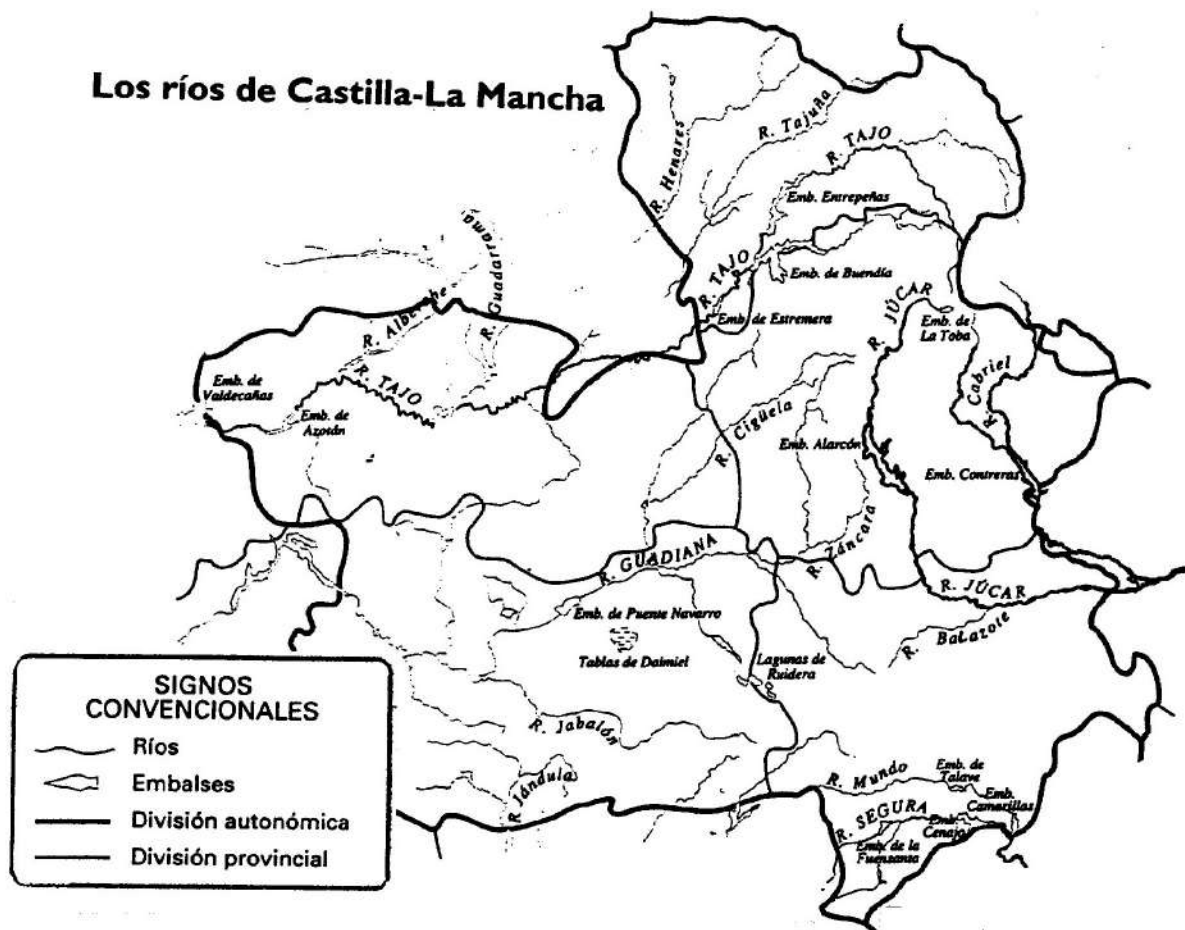 Los ríos de Castilla-La Mancha
R. Henares
R. Tajuña
R. TAJO
Emb. Entrepeñas
R. TAJO
Emb. de Buendía
Emb. de Estremera
R. Guadarrama
R. Alberche
R. TAJO
Emb. de
Valdecañas
Emb. de
Azotán
R. JÚCAR
Emb. de
La Toba
R. Cabriel
R. Cigüela
Emb. Alarcón
Emb. Contreras
R. Záncara
R. GUADIANA
R. JÚCAR
Emb. de Puente Navarro
Tablas de Daimiel
R. BaLazote
Lagunas de
Ruidera
R. Jabalón
R. Jándula
R. Mundo
Emb. de
Talave
Emb.
Camarillas
R. SEGURA
Emb.
Cenajo
Emb. de la
Fuensanta
SIGNOS
CONVENCIONALES
Ríos
Embalses
División autonómica
División provincial